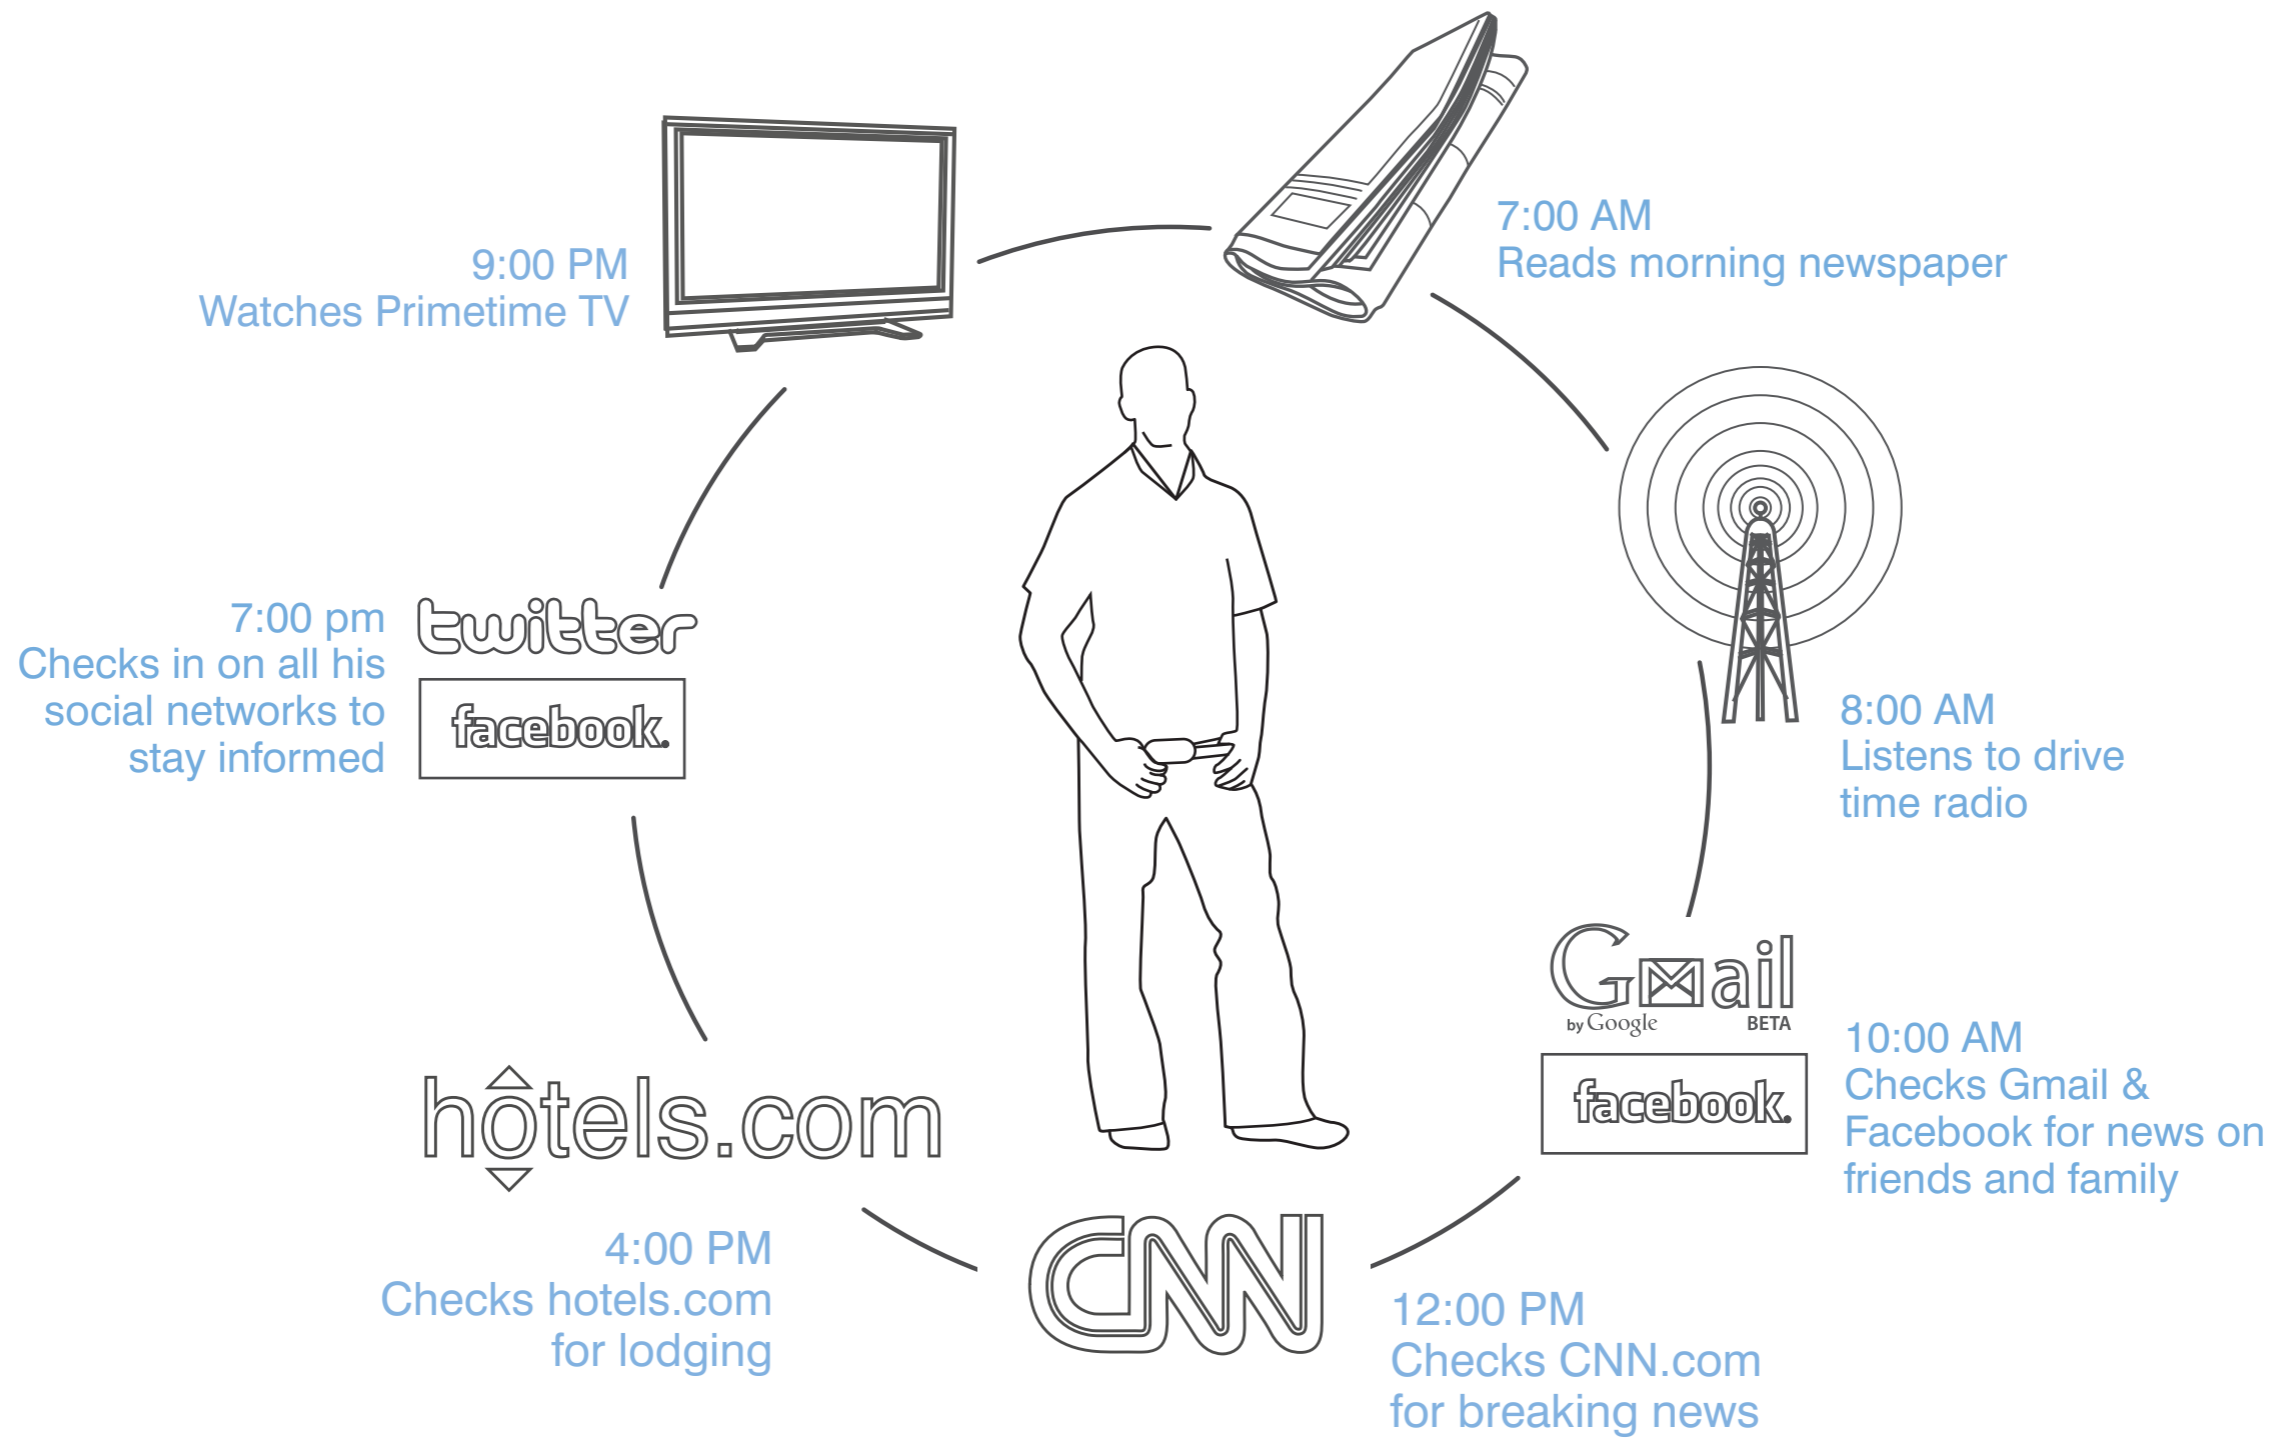 7:00 AM
Reads morning newspaper
8:00 AM
Listens to drive
time radio
Gmail
by Google
BETA
facebook.
10:00 AM
Checks Gmail &
Facebook for news on
friends and family
CNN
12:00 PM
Checks CNN.com
for breaking news
hotels.com
4:00 PM
Checks hotels.com
for lodging
twitter
facebook.
7:00 pm
Checks in on all his
social networks to
stay informed
9:00 PM
Watches Primetime TV